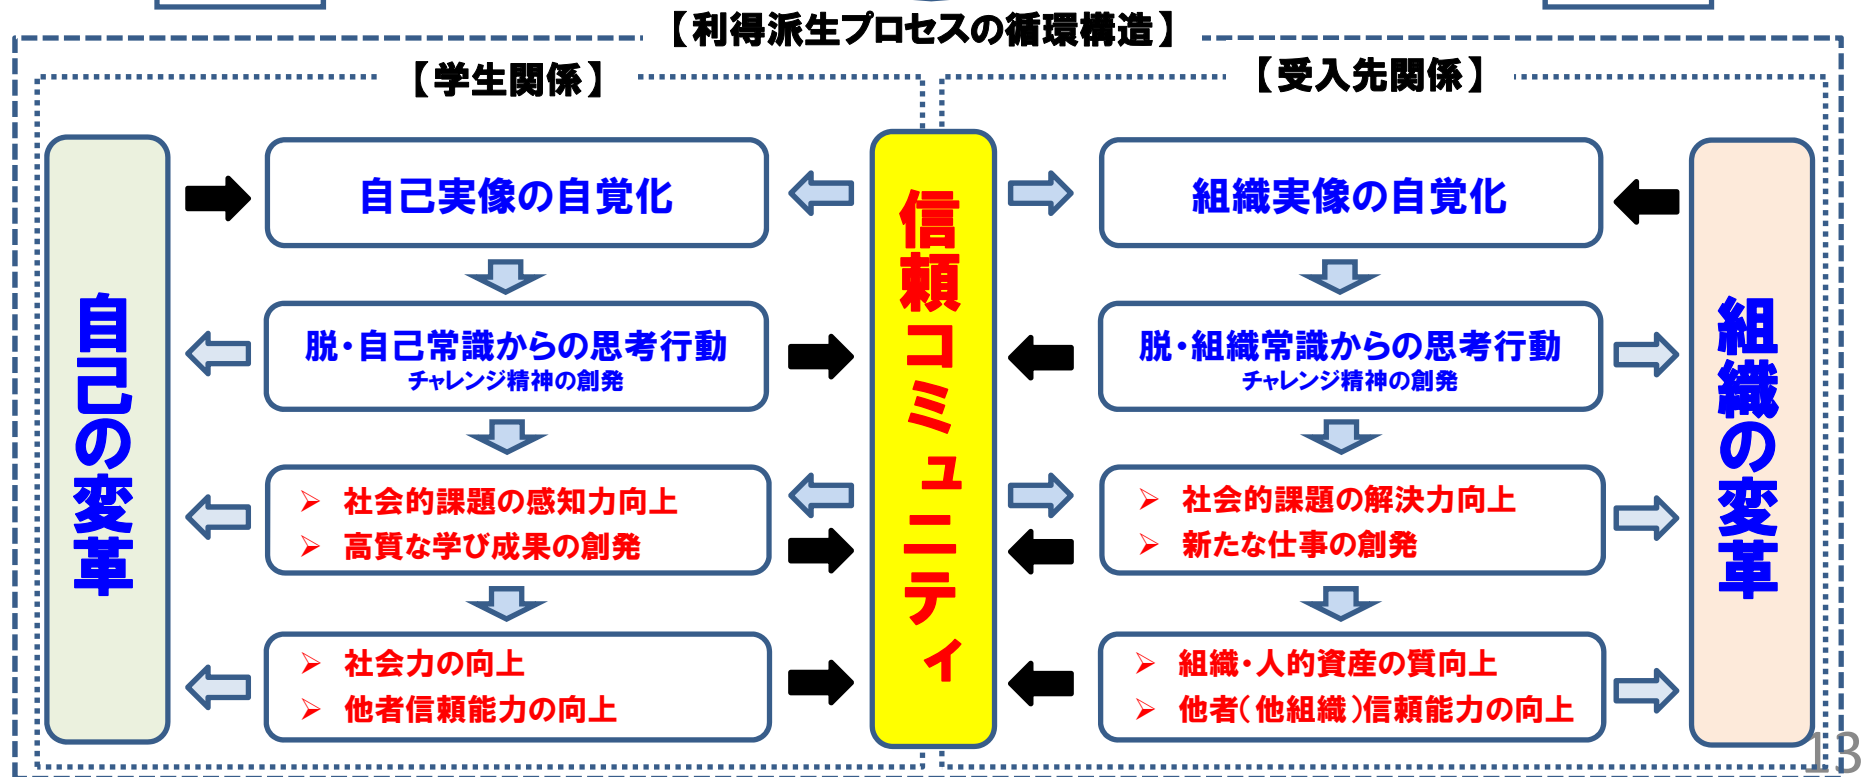 【利得派生プロセスの循環構造】
【学生関係】
【受入先関係】
自己の変革
自己実像の自覚化
脱・自己常識からの思考行動
チャレンジ精神の創発
➢ 社会的課題の感知力向上
➢ 高質な学び成果の創発
➢ 社会力の向上
➢ 他者信頼能力の向上
信頼コミュニティ
組織実像の自覚化
脱・組織常識からの思考行動
チャレンジ精神の創発
➢ 社会的課題の解決力向上
➢ 新たな仕事の創発
➢ 組織・人的資産の質向上
➢ 他者(他組織)信頼能力の向上
組織の変革
13